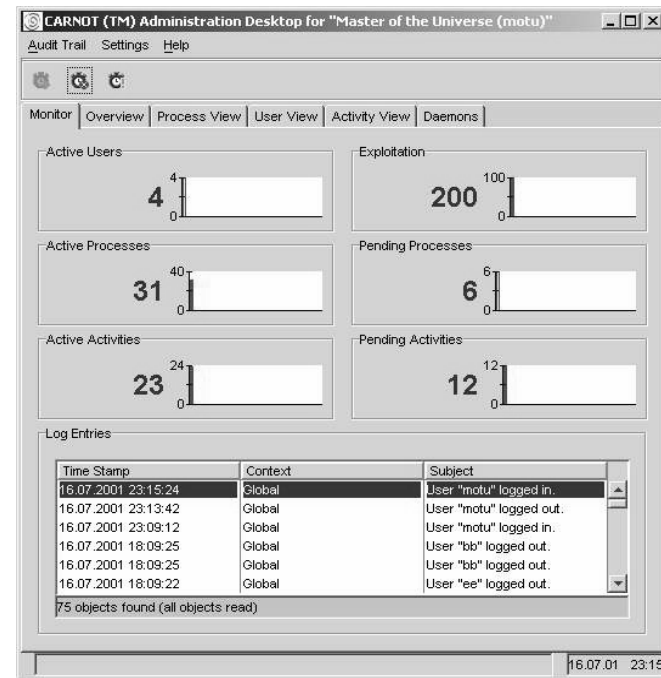 CARNOT (TM) Administration Desktop for "Master of the Universe (motu)"
Audit Trail Settings Help
Monitor Overview Process View User View Activity View Daemons
Active Users
4
4
0
Exploitation
200
100
0
Active Processes
31
40
0
Pending Processes
6
6
0
Active Activities
23
24
0
Pending Activities
12
12
0
Log Entries
Time Stamp Context Subject
16.07.2001 23:15:24 Global User "motu" logged in.
16.07.2001 23:13:42 Global User "motu" logged out.
16.07.2001 23:09:12 Global User "motu" logged in.
16.07.2001 18:09:25 Global User "bb" logged out.
16.07.2001 18:09:25 Global User "bb" logged out.
16.07.2001 18:09:22 Global User "ee" logged out.
75 objects found (all objects read)
16.07.01 23:15